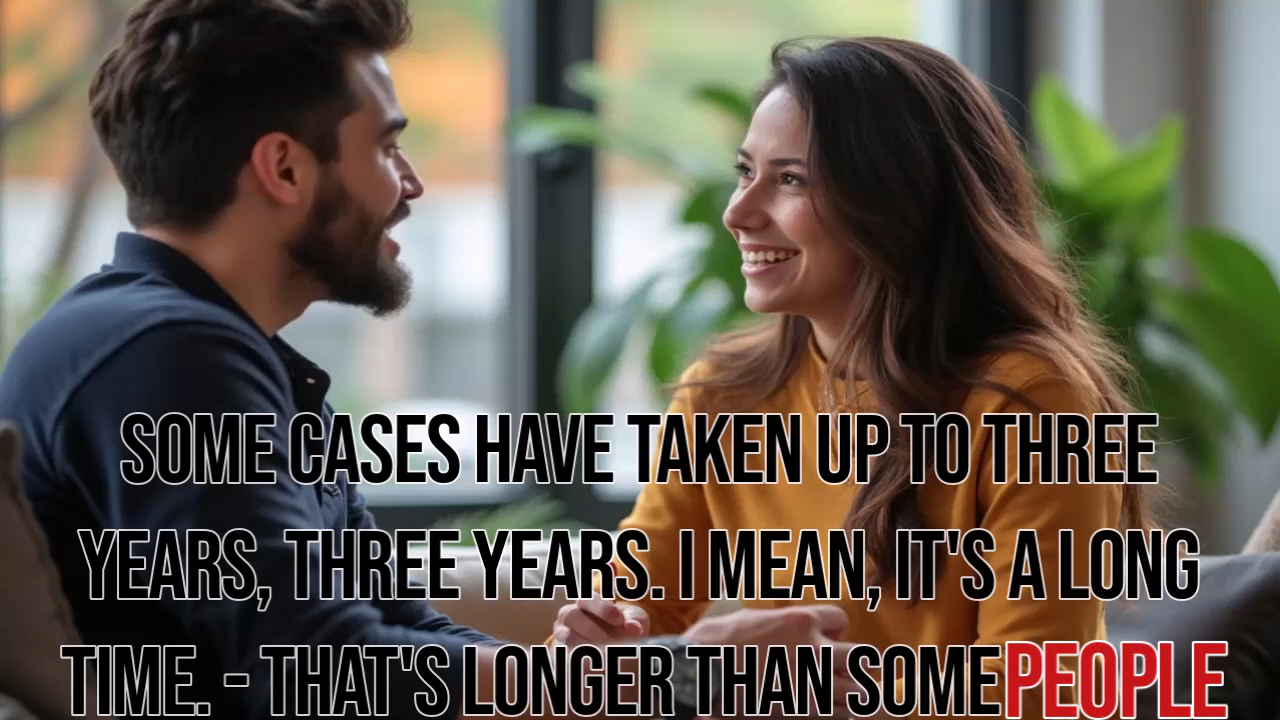 SOME CASES HAVE TAKEN UP TO THREE
YEARS, THREE YEARS. I MEAN, IT'S A LONG
TIME. - THAT'S LONGER THAN SOME PEOPLE